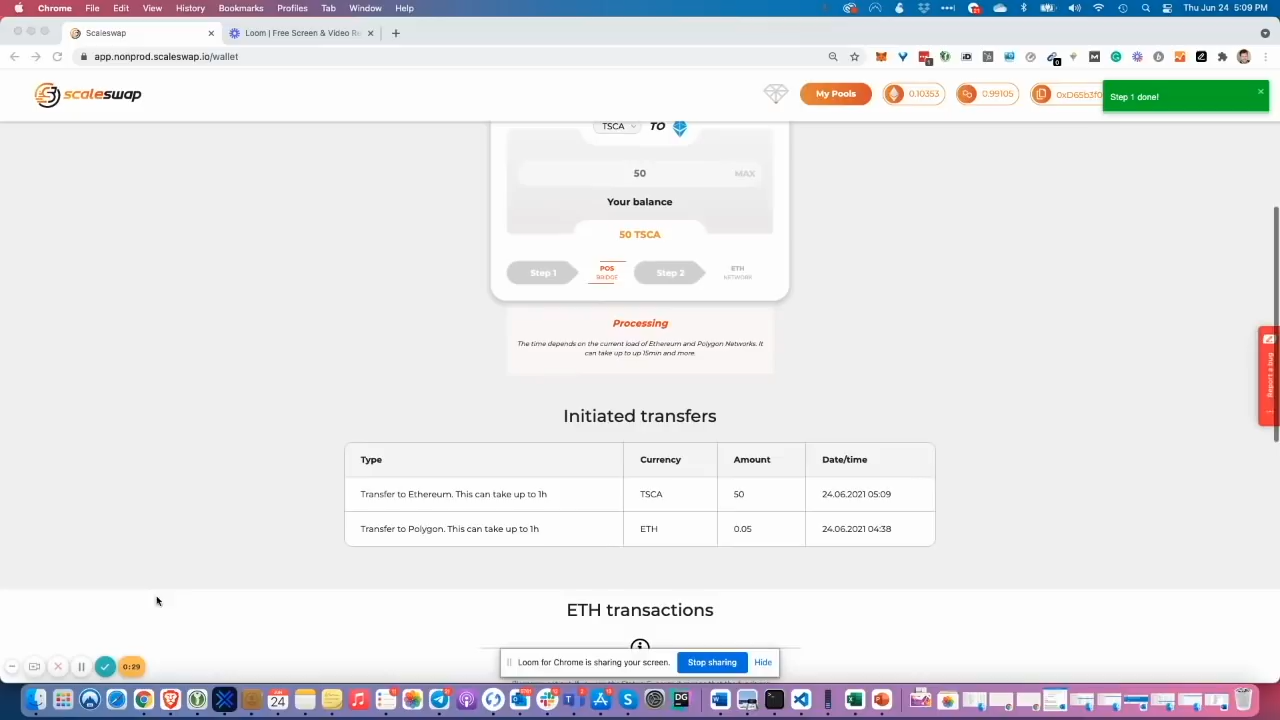 Chrome File Edit View History Bookmarks Profiles Tab Window Help
Thu Jun 24 5:09 PM
Scaleswap
Loom | Free Screen & Video Re
app.nonprod.scaleswap.io/wallet
scaleswap
My Pools
0.10353
0.99105
0xD65b3f0
Step 1 done!
TSCA TO
50
MAX
Your balance
50 TSCA
Step 1
POS
BRIDGE
Step 2
ETH
NETWORK
Processing
The time depends on the current load of Ethereum and Polygon Networks. It
can take up to up 15min and more.
Report a bug
Initiated transfers
Type Currency Amount Date/time
Transfer to Ethereum. This can take up to 1h TSCA 50 24.06.2021 05:09
Transfer to Polygon. This can take up to 1h ETH 0.05 24.06.2021 04:38
ETH transactions
0:29
Loom for Chrome is sharing your screen.
Stop sharing
Hide